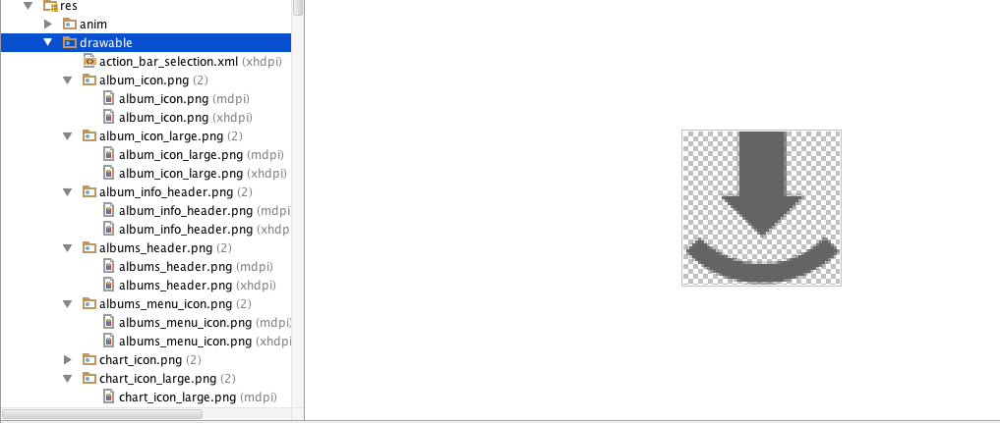 res
anim
drawable
action_bar_selection.xml (xhdpi)
album_icon.png (2)
album_icon.png (mdpi)
album_icon.png (xhdpi)
album_icon_large.png (2)
album_icon_large.png (mdpi)
album_icon_large.png (xhdpi)
album_info_header.png (2)
album_info_header.png (mdpi
album_info_header.png (xhdp
albums_header.png (2)
albums_header.png (mdpi)
albums_header.png (xhdpi)
albums_menu_icon.png (2)
albums_menu_icon.png (mdpi
albums_menu_icon.png (xhdpi
chart_icon.png (2)
chart_icon_large.png (2)
chart_icon_large.png (mdpi)